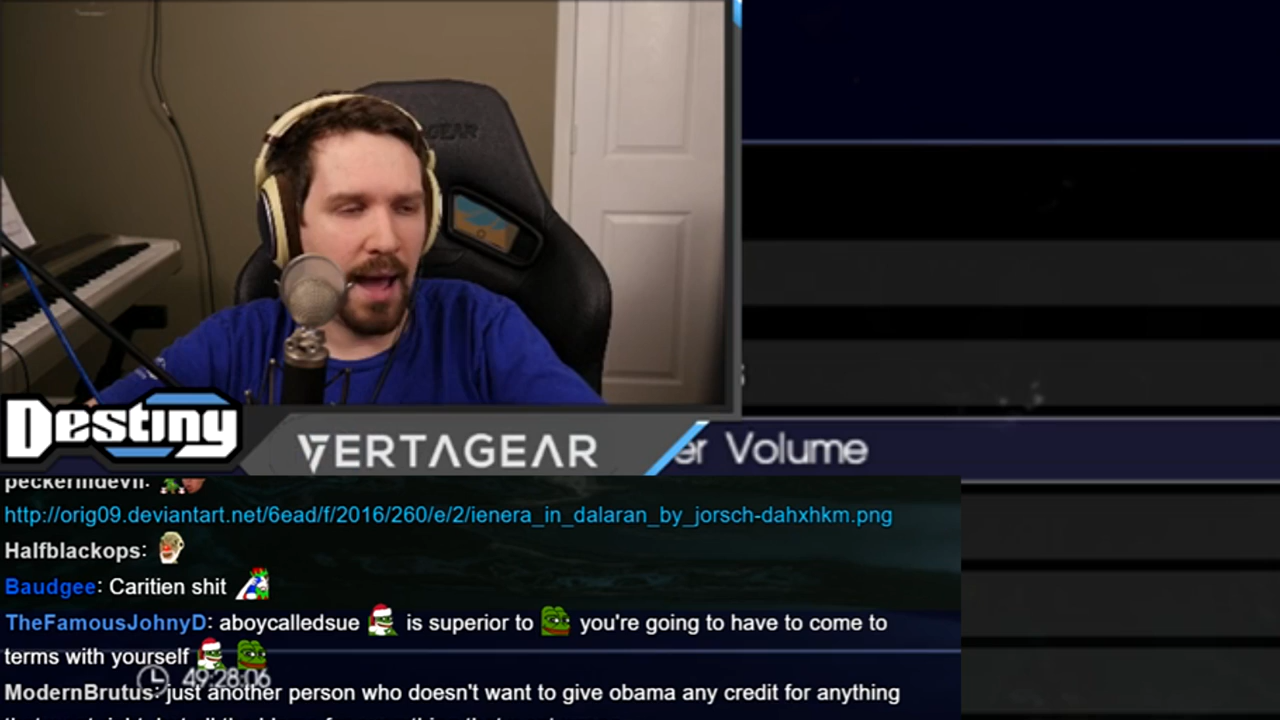 GEAR
Destiny
VERTAGEAR
er Volume
peckerlildevil:
http://orig09.deviantart.net/6ead/f/2016/260/e/2/ienera_in_dalaran_by_jorsch-dahxhkm.png
Halfblackops:
Baudgee: Caritien shit
TheFamousJohnyD: aboycalledsue is superior to you're going to have to come to
terms with yourself
49:28:06
ModernBrutus: just another person who doesn't want to give obama any credit for anything